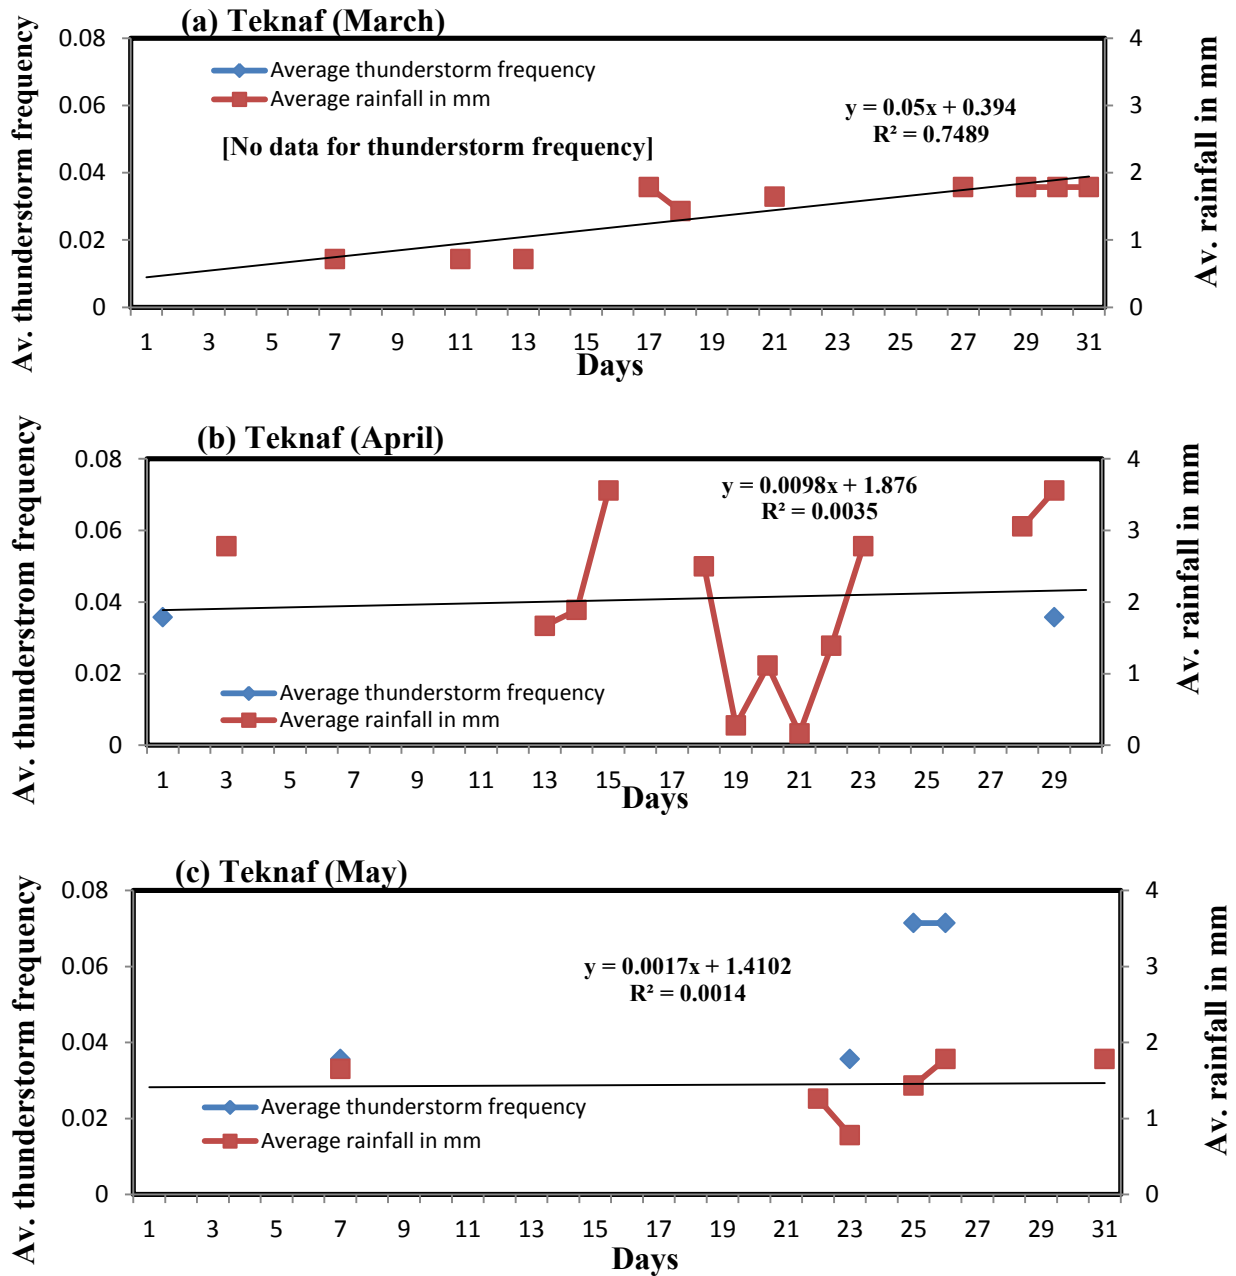 (a) Teknaf (March)
Av. thunderstorm frequency
0.08
0.06
0.04
0.02
0
Average thunderstorm frequency
Average rainfall in mm
[No data for thunderstorm frequency]
y = 0.05x + 0.394
R² = 0.7489
4
3
2
1
0
Av. rainfall in mm
1 3 5 7 9 11 13 15 17 19 21 23 25 27 29 31
Days
(b) Teknaf (April)
Av. thunderstrom frequency
0.08
0.06
0.04
0.02
0
y = 0.0098x + 1.876
R² = 0.0035
Average thunderstorm frequency
Average rainfall in mm
4
3
2
1
0
Av. rainfall in mm
1 3 5 7 9 11 13 15 17 19 21 23 25 27 29
Days
(c) Teknaf (May)
Av. thunderstorm frequency
0.08
0.06
0.04
0.02
0
y = 0.0017x + 1.4102
R² = 0.0014
Average thunderstorm frequency
Average rainfall in mm
4
3
2
1
0
Av. rainfall in mm
1 3 5 7 9 11 13 15 17 19 21 23 25 27 29 31
Days